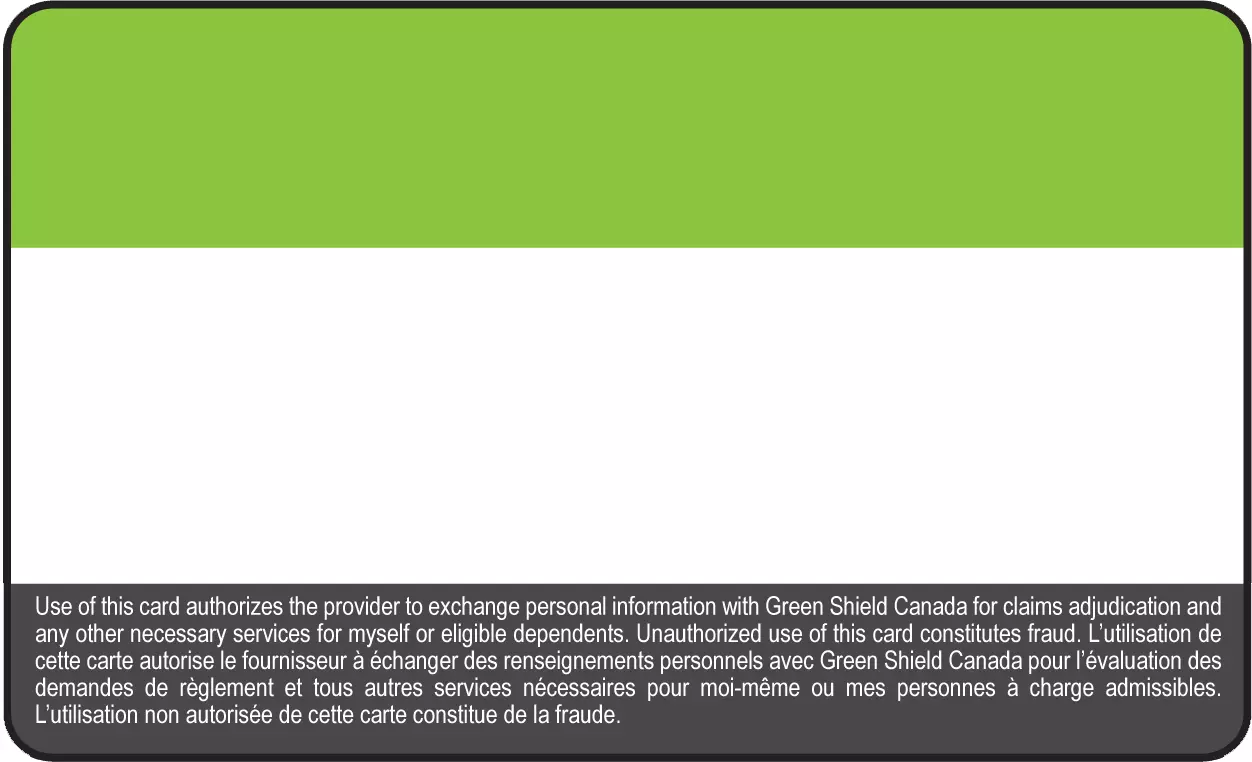 Use of this card authorizes the provider to exchange personal information with Green Shield Canada for claims adjudication and
any other necessary services for myself or eligible dependents. Unauthorized use of this card constitutes fraud. L’utilisation de
cette carte autorise le fournisseur à échanger des renseignements personnels avec Green Shield Canada pour l’évaluation des
demandes de règlement et tous autres services nécessaires pour moi-même ou mes personnes à charge admissibles.
L’utilisation non autorisée de cette carte constitue de la fraude.